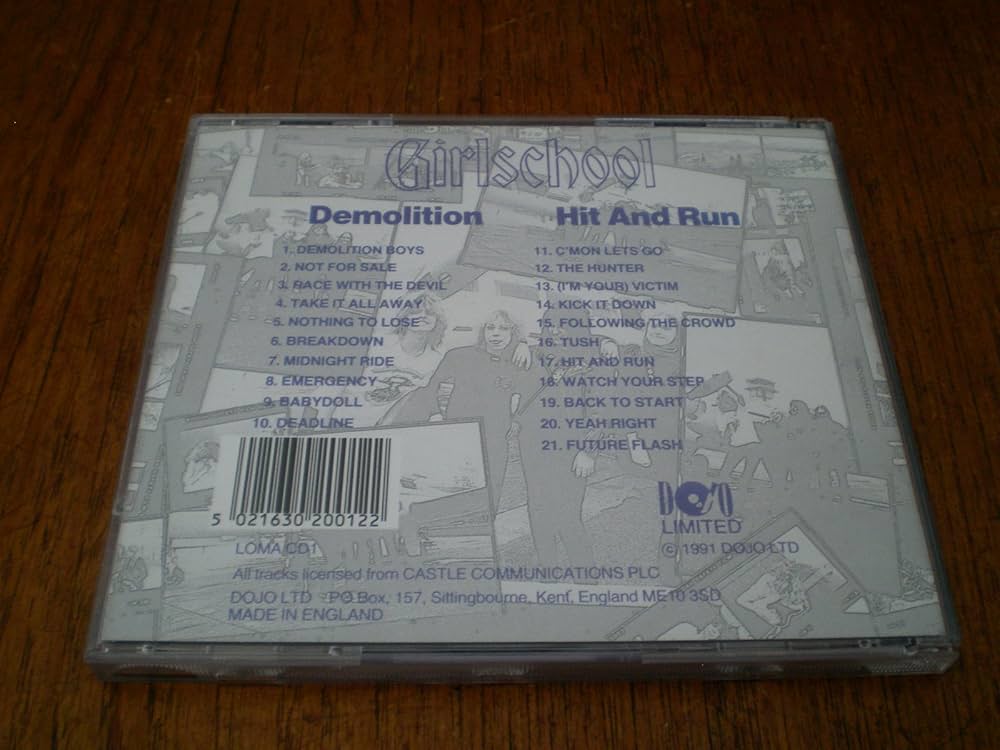 Girlschool
Demolition
1. DEMOLITION BOYS
2. NOT FOR SALE
3. RACE WITH THE DEVIL
4. TAKE IT ALL AWAY
5. NOTHING TO LOSE
6. BREAKDOWN
7. MIDNIGHT RIDE
8. EMERGENCY
9. BABYDOLL
10. DEADLINE
Hit And Run
11. C'MON LETS GO
12. THE HUNTER
13. (I'M YOUR) VICTIM
14. KICK IT DOWN
15. FOLLOWING THE CROWD
16. TUSH
17. HIT AND RUN
18. WATCH YOUR STEP
19. BACK TO START
20. YEAH RIGHT
21. FUTURE FLASH
5 021630 200122
LOMA CD1
DOJO
LIMITED
© 1991 DOJO LTD
All tracks licensed from CASTLE COMMUNICATIONS PLC
DOJO LTD PO Box, 157, Sittingbourne, Kent, England ME10 3SD
MADE IN ENGLAND